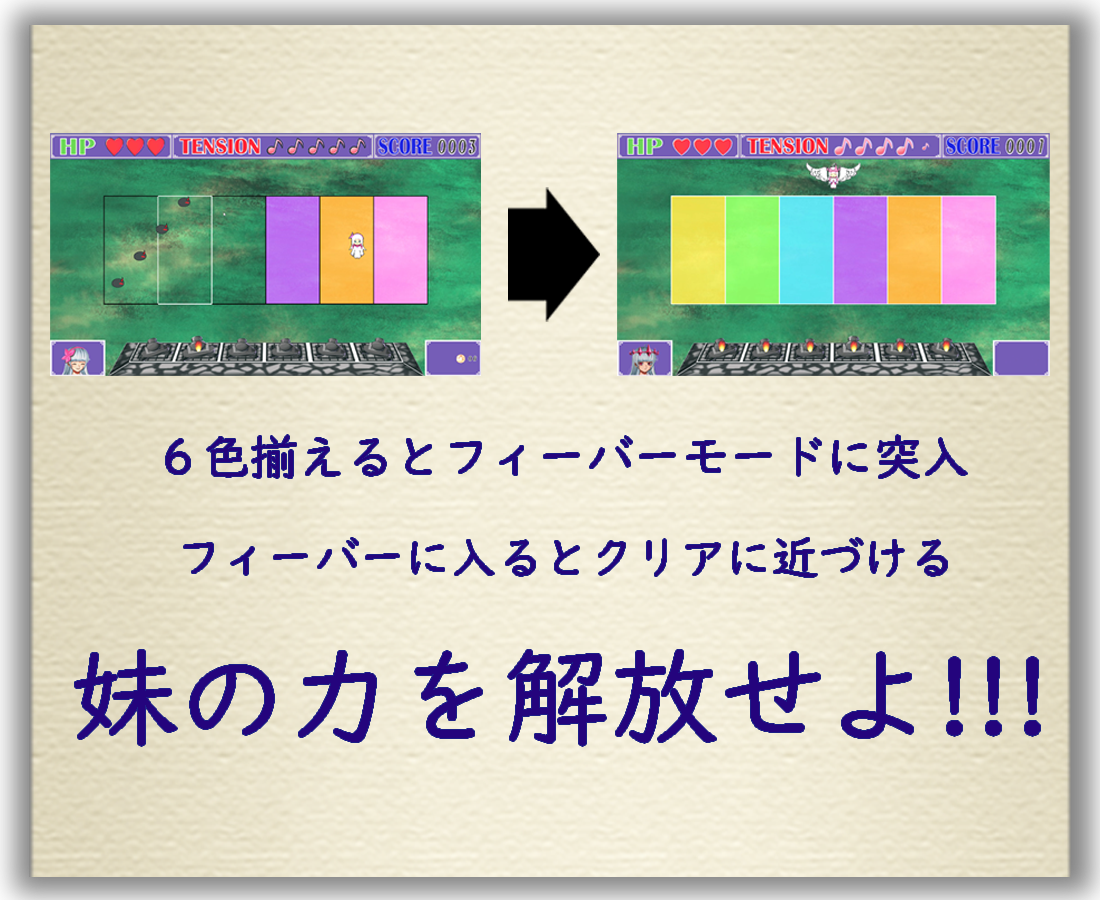 HP TENSION SCORE 0003
HP TENSION SCORE 0001
6色揃えるとフィーバーモードに突入
フィーバーに入るとクリアに近づける
妹の力を解放せよ!!!